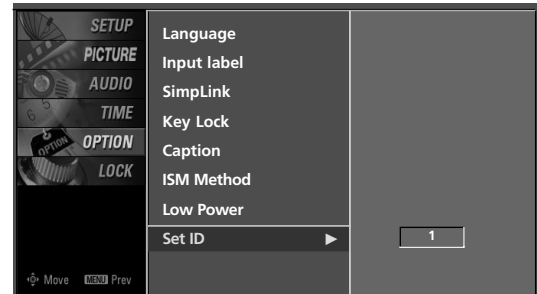 SETUP
PICTURE
AUDIO
TIME
OPTION
LOCK
Move MENU Prev
Language
Input label
SimpLink
Key Lock
Caption
ISM Method
Low Power
Set ID ▶
1